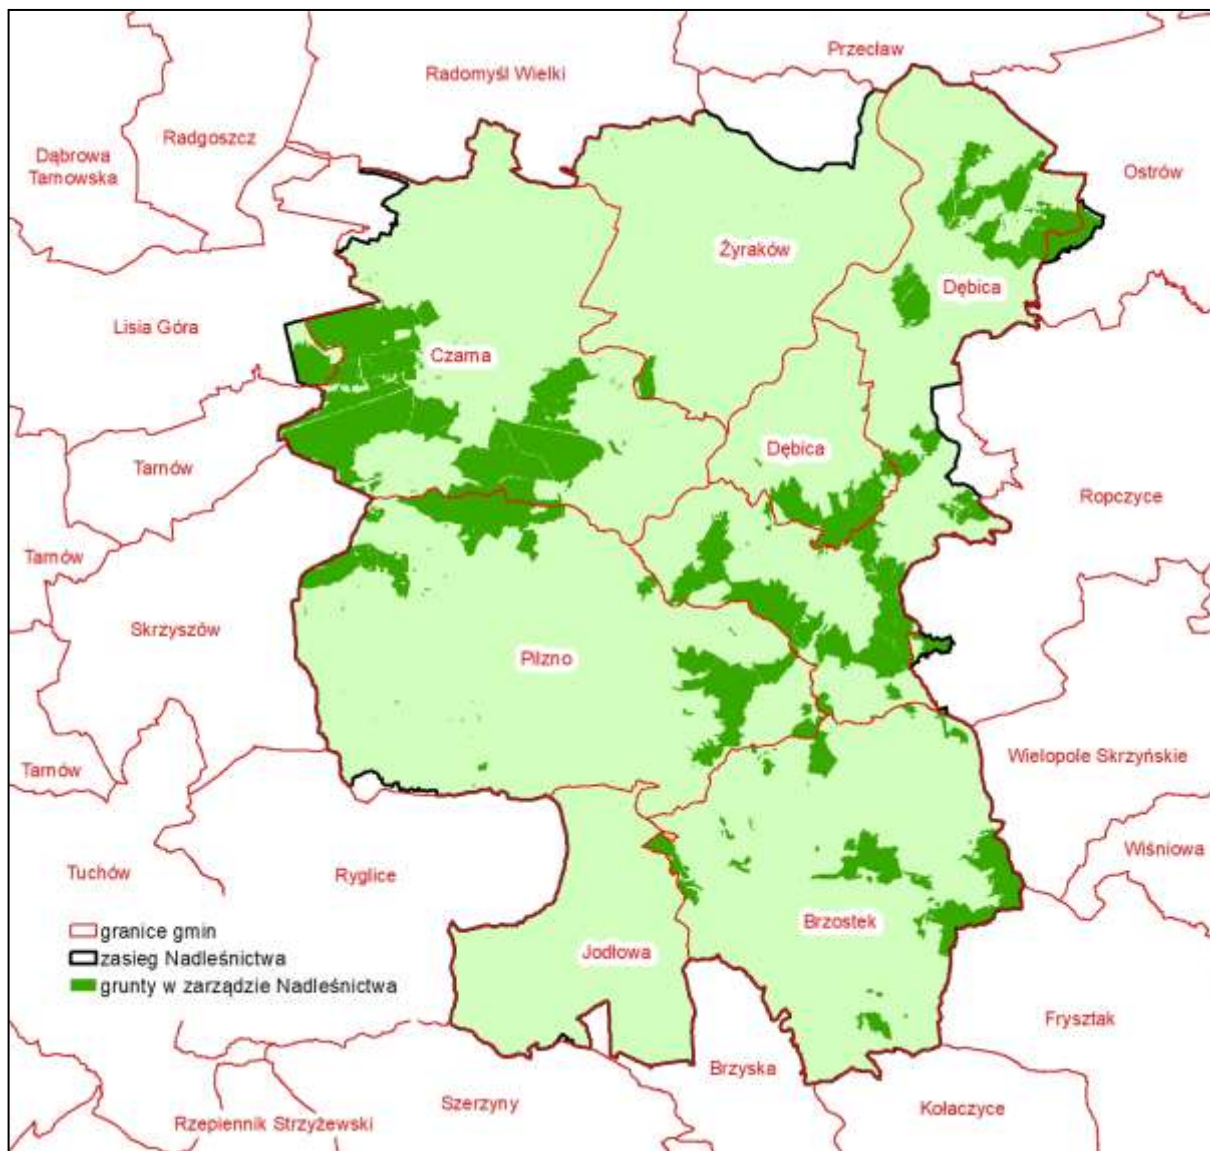 Przecław
Radomyśl Wielki
Radgoszcz
Dąbrowa
Tarnowska
Ostrów
Żyraków
Dębica
Lisia Góra
Czarna
Dębica
Tarnów
Ropczyce
Tarnów
Skrzyszów
Pilzno
Wielopole Skrzyńskie
Tarnów
Wiśniowa
Tuchów
Ryglice
Brzostek
granice gmin
zasieg Nadleśnictwa
grunty w zarządzie Nadleśnictwa
Jodłowa
Frysztak
Brzyska
Szerzyny
Kołaczyce
Rzepiennik Strzyżewski